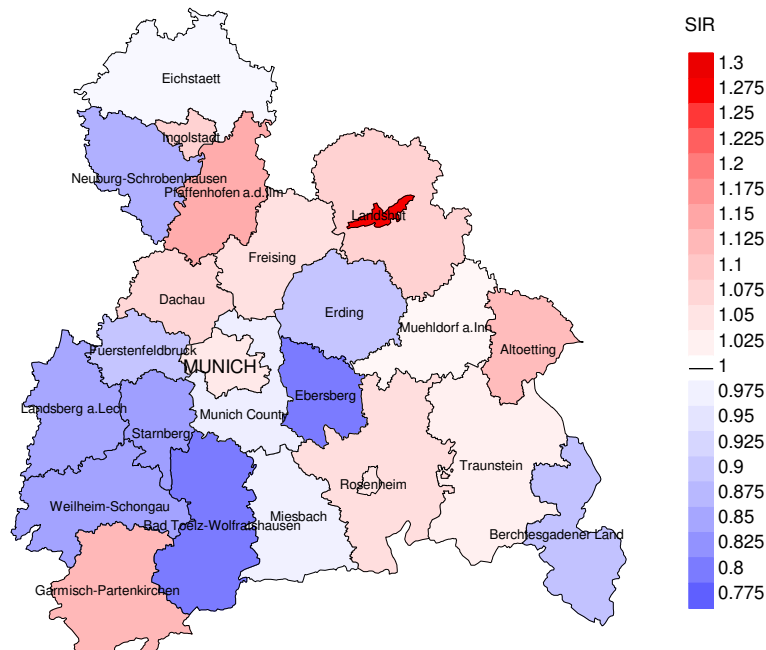 SIR
Eichstaett
Ingolstadt
Neuburg-Schrobenhausen
Pfaffenhofen a.d.Ilm
Landshut
Freising
Dachau
Erding
Muehldorf a.Inn
Altoetting
Fuerstenfeldbruck
MUNICH
Ebersberg
Landsberg a.Lech
Munich County
Starnberg
Traunstein
Rosenheim
Weilheim-Schongau
Miesbach
Bad Toelz-Wolfratshausen
Berchtesgadener Land
Garmisch-Partenkirchen
1.3
1.275
1.25
1.225
1.2
1.175
1.15
1.125
1.1
1.075
1.05
1.025
1
0.975
0.95
0.925
0.9
0.875
0.85
0.825
0.8
0.775